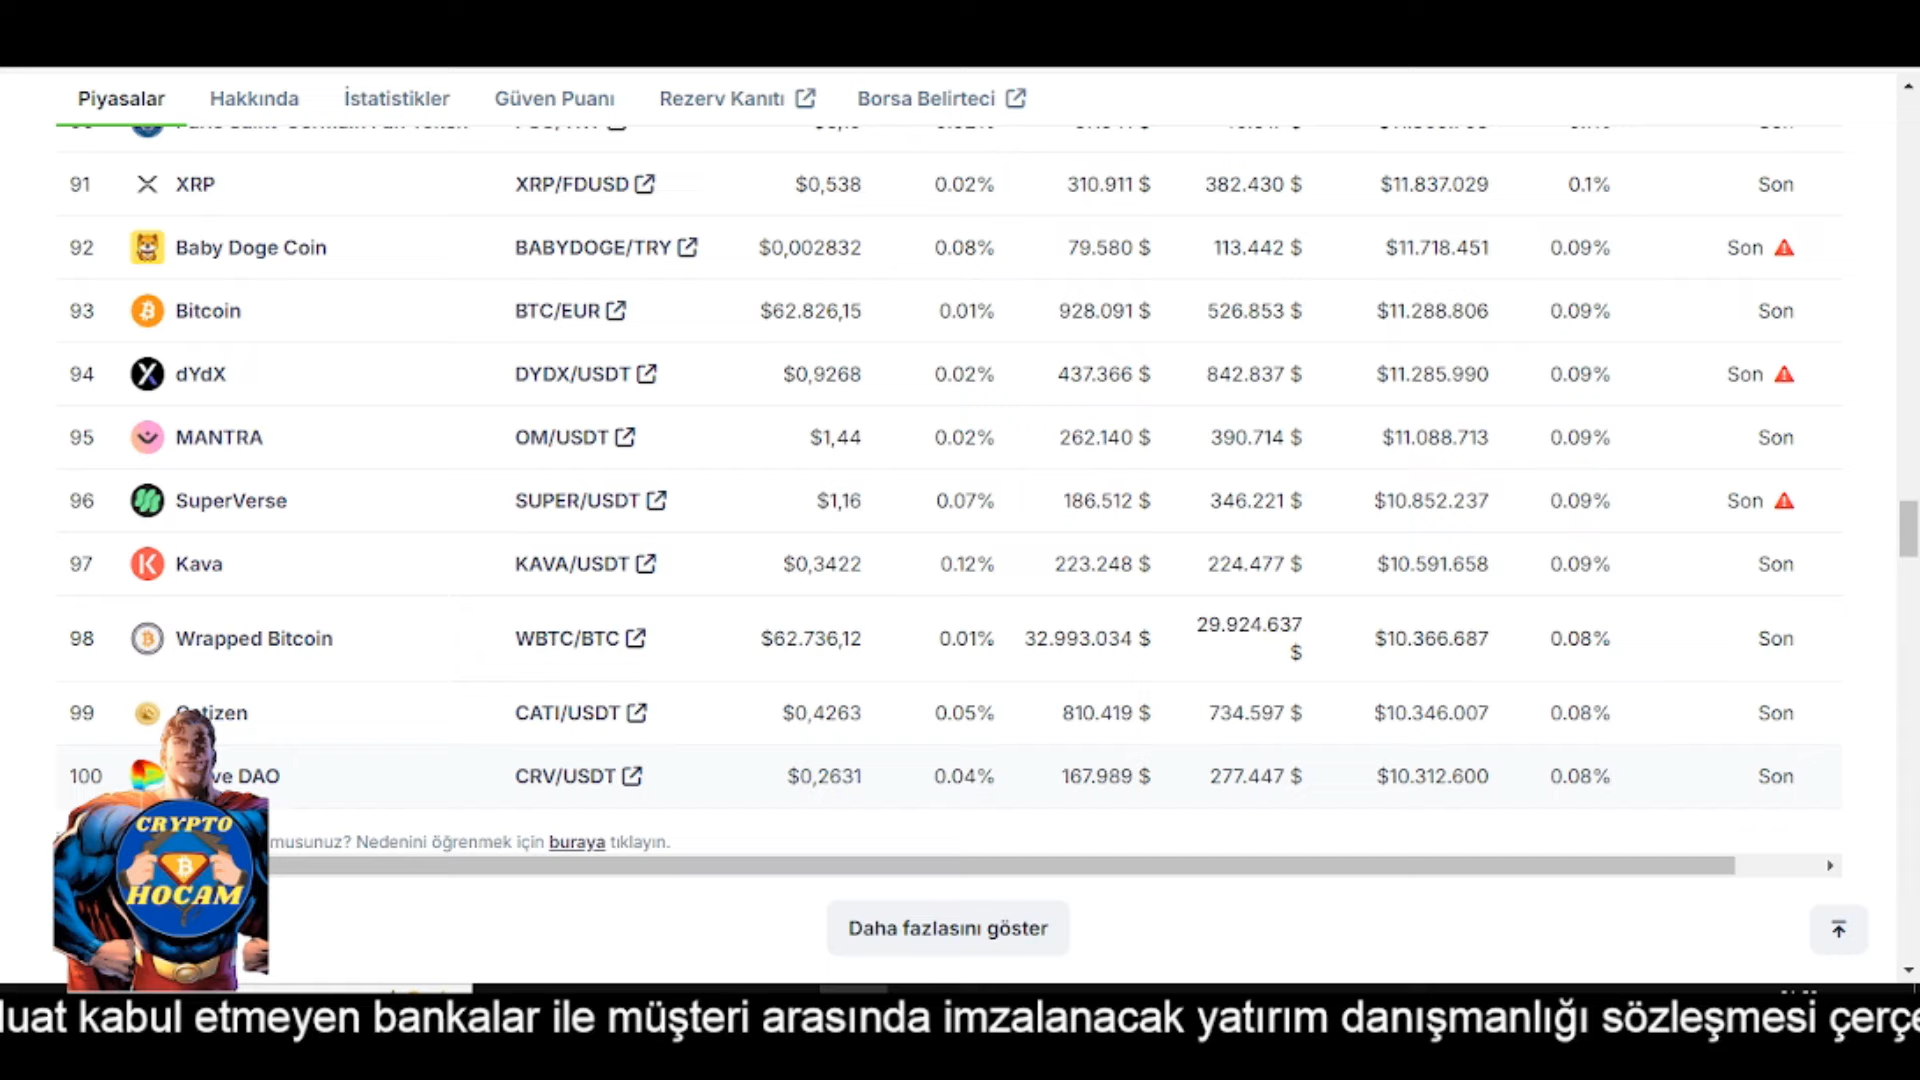 Piyasalar Hakkında İstatistikler Güven Puanı Rezerv Kanıtı Borsa Belirteci
91 XRP XRP/FDUSD $0,538 0.02% 310.911 $ 382.430 $ $11.837.029 0.1% Son
92 Baby Doge Coin BABYDOGE/TRY $0,002832 0.08% 79.580 $ 113.442 $ $11.718.451 0.09% Son
93 Bitcoin BTC/EUR $62.826,15 0.01% 928.091 $ 526.853 $ $11.288.806 0.09% Son
94 dYdX DYDX/USDT $0,9268 0.02% 437.366 $ 842.837 $ $11.285.990 0.09% Son
95 MANTRA OM/USDT $1,44 0.02% 262.140 $ 390.714 $ $11.088.713 0.09% Son
96 SuperVerse SUPER/USDT $1,16 0.07% 186.512 $ 346.221 $ $10.852.237 0.09% Son
97 Kava KAVA/USDT $0,3422 0.12% 223.248 $ 224.477 $ $10.591.658 0.09% Son
98 Wrapped Bitcoin WBTC/BTC $62.736,12 0.01% 32.993.034 $ 29.924.637 $ $10.366.687 0.08% Son
99 CATI/USDT $0,4263 0.05% 810.419 $ 734.597 $ $10.346.007 0.08% Son
100 ve DAO CRV/USDT $0,2631 0.04% 167.989 $ 277.447 $ $10.312.600 0.08% Son
musunuz? Nedenini öğrenmek için buraya tıklayın.
CRYPTO
HOCAM
Daha fazlasını göster
luat kabul etmeyen bankalar ile müşteri arasında imzalanacak yatırım danışmanlığı sözleşmesi çerçe